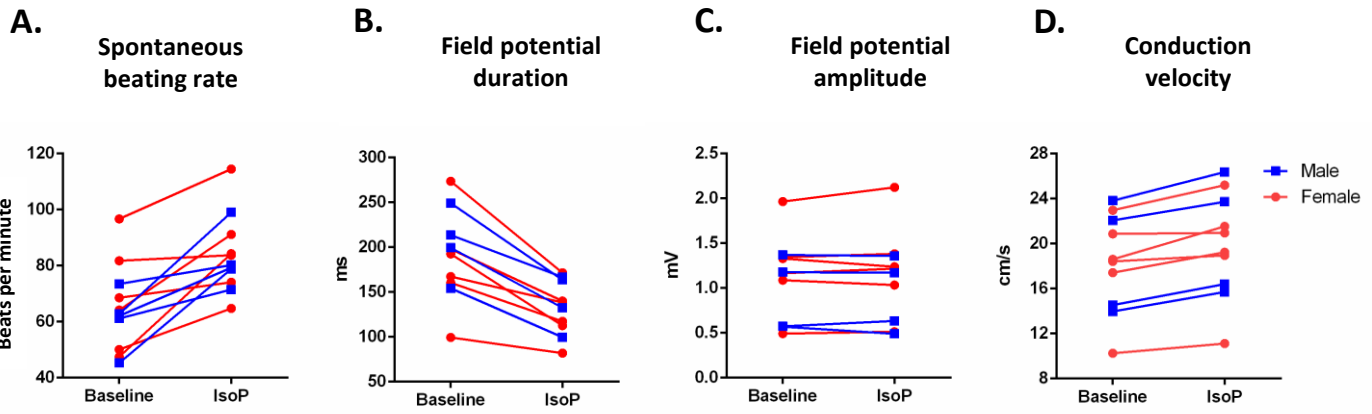 A.
Spontaneous
beating rate
Beats per minute
120
100
80
60
40
Baseline
IsoP
B.
Field potential
duration
ms
300
250
200
150
100
50
Baseline
IsoP
C.
Field potential
amplitude
mV
2.5
2.0
1.5
1.0
0.5
0.0
Baseline
IsoP
D.
Conduction
velocity
cm/s
28
24
20
16
12
8
Baseline
IsoP
Male
Female